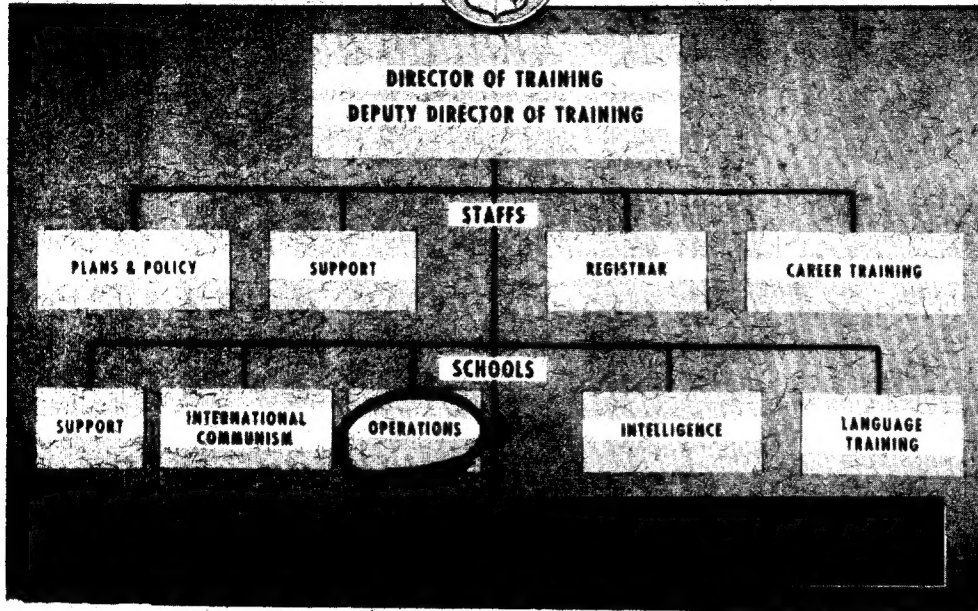 DIRECTOR OF TRAINING
DEPUTY DIRECTOR OF TRAINING
STAFFS
PLANS & POLICY
SUPPORT
REGISTRAR
CAREER TRAINING
SCHOOLS
SUPPORT
INTERNATIONAL
COMMUNISM
OPERATIONS
INTELLIGENCE
LANGUAGE
TRAINING